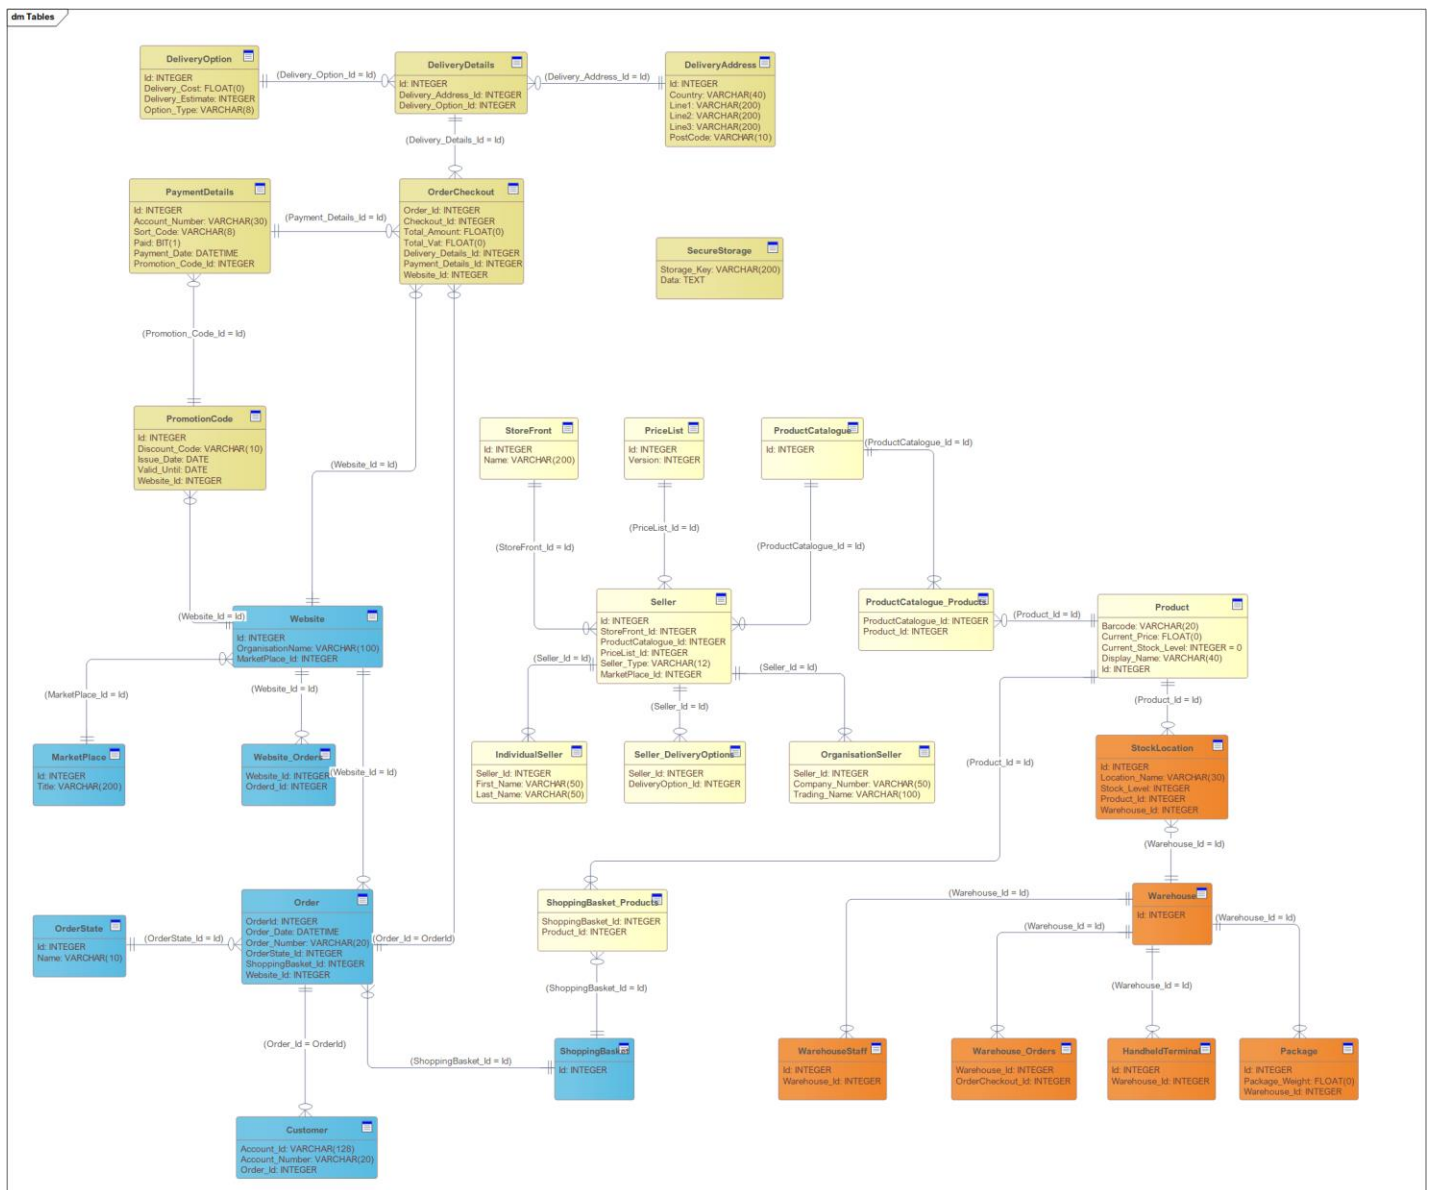 dm Tables
DeliveryOption
Id: INTEGER
Delivery_Cost: FLOAT(0)
Delivery_Estimate: INTEGER
Option_Type: VARCHAR(8)
(Delivery_Option_Id = Id)
DeliveryDetails
Id: INTEGER
Delivery_Address_Id: INTEGER
Delivery_Option_Id: INTEGER
(Delivery_Address_Id = Id)
DeliveryAddress
Id: INTEGER
Country: VARCHAR(40)
Line1: VARCHAR(200)
Line2: VARCHAR(200)
Line3: VARCHAR(200)
PostCode: VARCHAR(10)
(Delivery_Details_Id = Id)
PaymentDetails
Id: INTEGER
Account_Number: VARCHAR(30)
Sort_Code: VARCHAR(8)
Paid: BIT(1)
Payment_Date: DATETIME
Promotion_Code_Id: INTEGER
(Payment_Details_Id = Id)
OrderCheckout
Order_Id: INTEGER
Checkout_Id: INTEGER
Total_Amount: FLOAT(0)
Total_Vat: FLOAT(0)
Delivery_Details_Id: INTEGER
Payment_Details_Id: INTEGER
Website_Id: INTEGER
SecureStorage
Storage_Key: VARCHAR(200)
Data: TEXT
(Promotion_Code_Id = Id)
PromotionCode
Id: INTEGER
Discount_Code: VARCHAR(10)
Issue_Date: DATE
Valid_Until: DATE
Website_Id: INTEGER
(Website_Id = Id)
StoreFront
Id: INTEGER
Name: VARCHAR(200)
PriceList
Id: INTEGER
Version: INTEGER
ProductCatalogue
Id: INTEGER
(ProductCatalogue_Id = Id)
(StoreFront_Id = Id)
(PriceList_Id = Id)
(ProductCatalogue_Id = Id)
(Website_Id = Id)
Website
Id: INTEGER
OrganisationName: VARCHAR(100)
MarketPlace_Id: INTEGER
Seller
Id: INTEGER
StoreFront_Id: INTEGER
ProductCatalogue_Id: INTEGER
PriceList_Id: INTEGER
Seller_Type: VARCHAR(12)
MarketPlace_Id: INTEGER
ProductCatalogue_Products
ProductCatalogue_Id: INTEGER
Product_Id: INTEGER
(Product_Id = Id)
Product
Barcode: VARCHAR(20)
Current_Price: FLOAT(0)
Current_Stock_Level: INTEGER = 0
Display_Name: VARCHAR(40)
Id: INTEGER
(MarketPlace_Id = Id)
(Website_Id = Id)
(Seller_Id = Id)
(Seller_Id = Id)
(Seller_Id = Id)
(Product_Id = Id)
MarketPlace
Id: INTEGER
Title: VARCHAR(200)
Website_Orders
Website_Id: INTEGER
Orderd_Id: INTEGER
(Website_Id = Id)
IndividualSeller
Seller_Id: INTEGER
First_Name: VARCHAR(50)
Last_Name: VARCHAR(50)
Seller_DeliveryOptions
Seller_Id: INTEGER
DeliveryOption_Id: INTEGER
OrganisationSeller
Seller_Id: INTEGER
Company_Number: VARCHAR(50)
Trading_Name: VARCHAR(100)
(Product_Id = Id)
StockLocation
Id: INTEGER
Location_Name: VARCHAR(30)
Stock_Level: INTEGER
Product_Id: INTEGER
Warehouse_Id: INTEGER
(Warehouse_Id = Id)
OrderState
Id: INTEGER
Name: VARCHAR(10)
(OrderState_Id = Id)
Order
OrderId: INTEGER
Order_Date: DATETIME
Order_Number: VARCHAR(20)
OrderState_Id: INTEGER
ShoppingBasket_Id: INTEGER
Website_Id: INTEGER
(Order_Id = OrderId)
ShoppingBasket_Products
ShoppingBasket_Id: INTEGER
Product_Id: INTEGER
(Warehouse_Id = Id)
(Warehouse_Id = Id)
Warehouse
Id: INTEGER
(Warehouse_Id = Id)
(Warehouse_Id = Id)
(ShoppingBasket_Id = Id)
(Order_Id = OrderId)
(ShoppingBasket_Id = Id)
ShoppingBasket
Id: INTEGER
WarehouseStaff
Id: INTEGER
Warehouse_Id: INTEGER
Warehouse_Orders
Warehouse_Id: INTEGER
OrderCheckout_Id: INTEGER
HandheldTerminal
Id: INTEGER
Warehouse_Id: INTEGER
Package
Id: INTEGER
Package_Weight: FLOAT(0)
Warehouse_Id: INTEGER
Customer
Account_Id: VARCHAR(128)
Account_Number: VARCHAR(20)
Order_Id: INTEGER